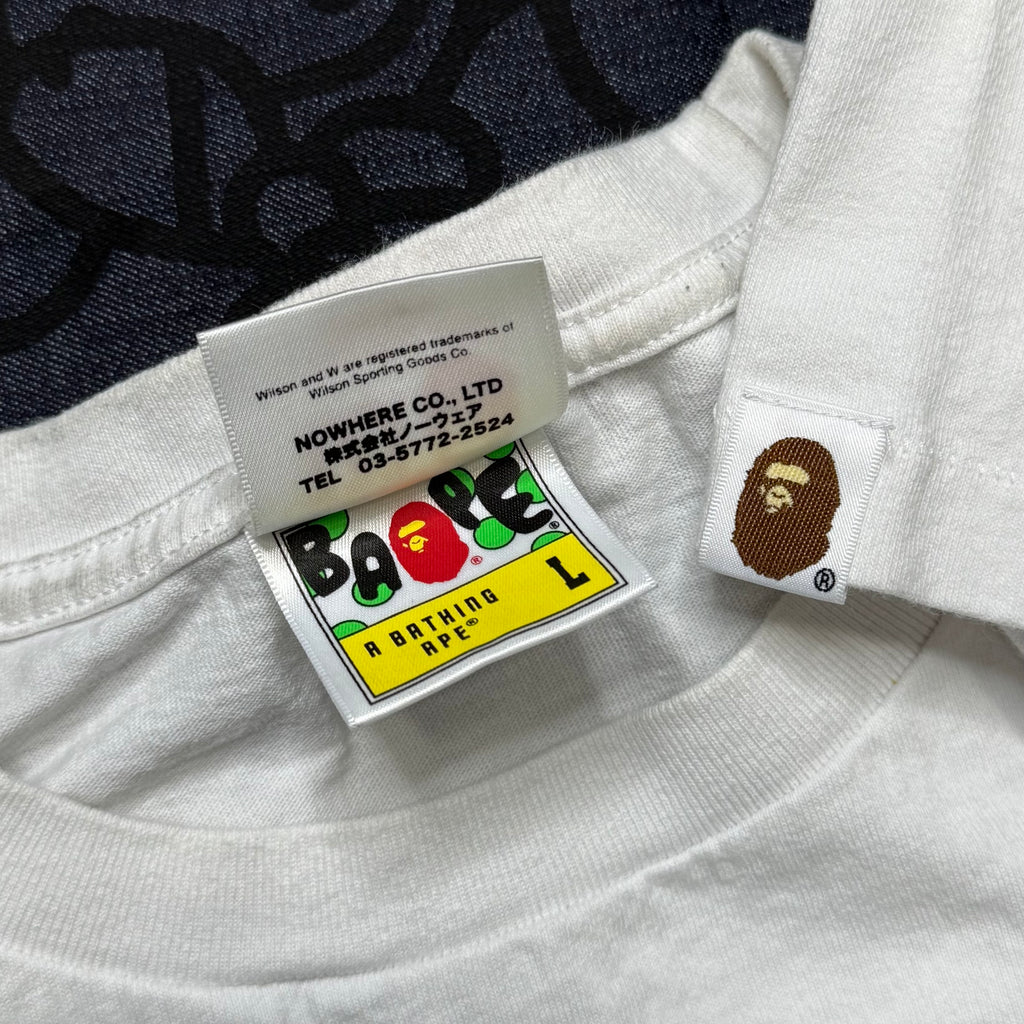 Wilson and W are registered trademarks of
Wilson Sporting Goods Co.
NOWHERE CO., LTD
株式会社ノーウェア
TEL 03-5772-2524
BAPE®
®
L
A BATHING
APE®
®